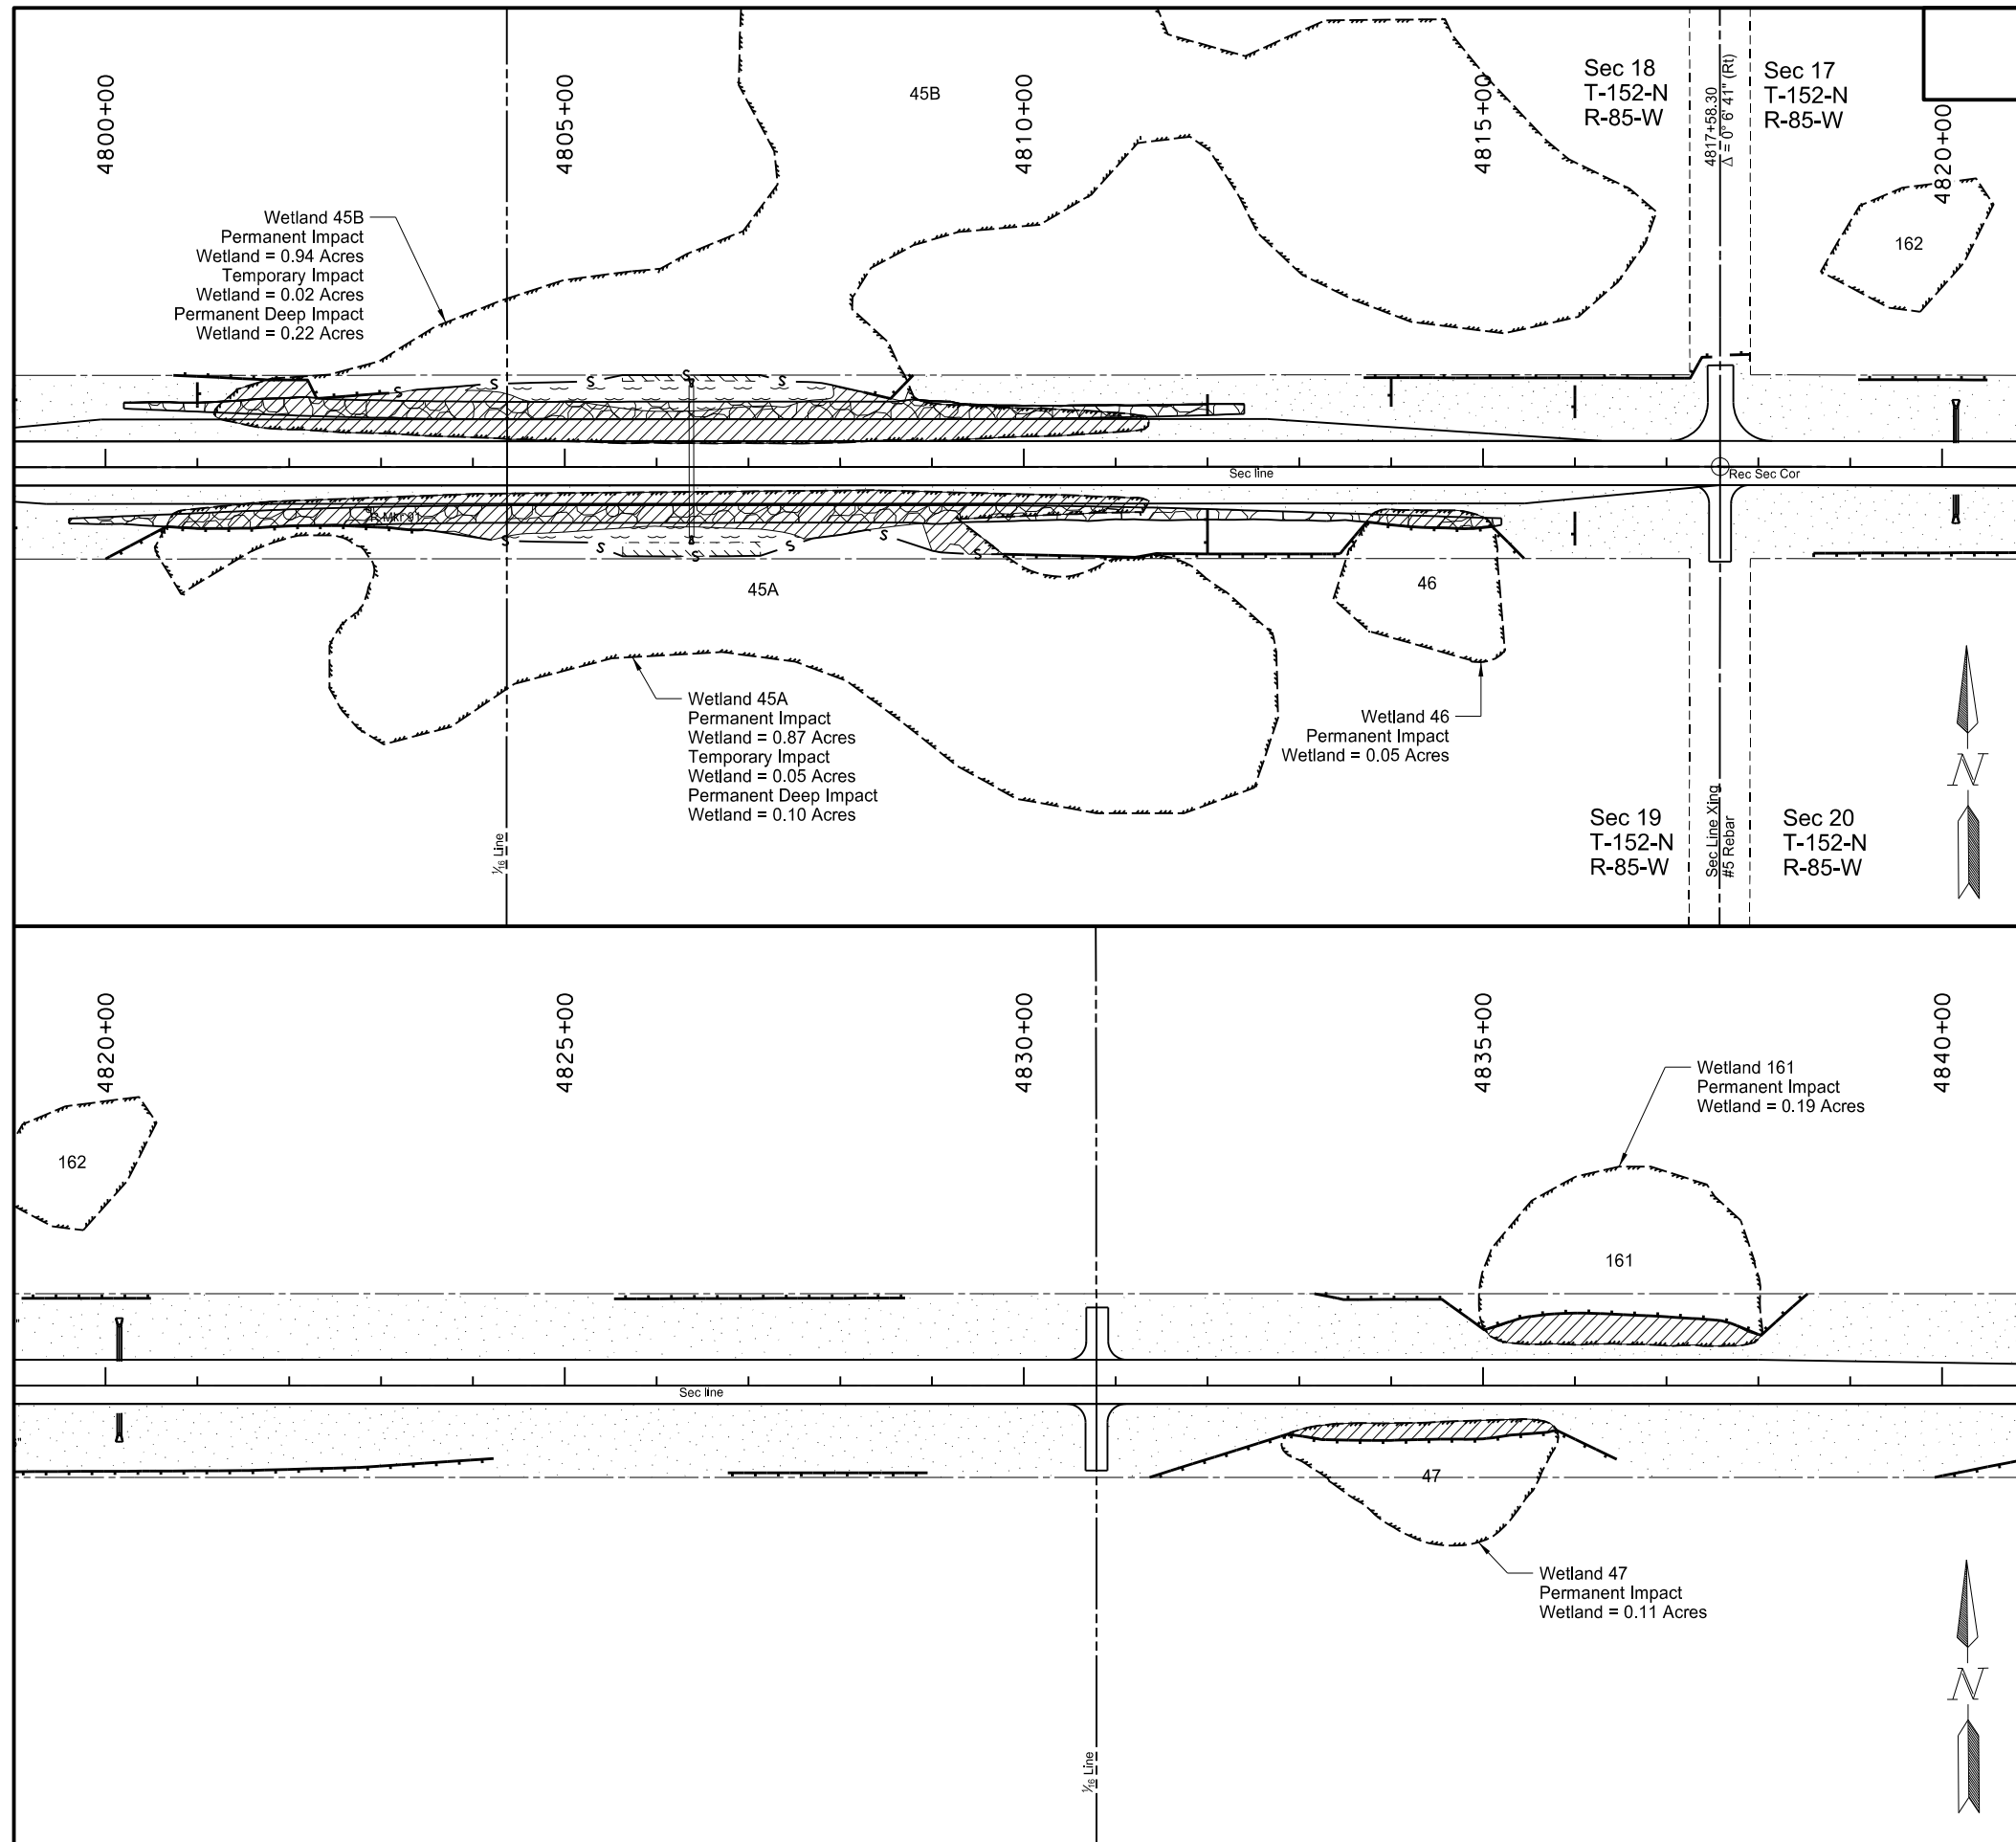 4800+00
4805+00
45B
4810+00
4815+00
Sec 18
T-152-N
R-85-W
4817+58.30
Δ = 0° 6' 41" (Rt)
Sec 17
T-152-N
R-85-W
4820+00
162
Wetland 45B
Permanent Impact
Wetland = 0.94 Acres
Temporary Impact
Wetland = 0.02 Acres
Permanent Deep Impact
Wetland = 0.22 Acres
S
S
S
S
S
Sec line
Rec Sec Cor
R Mkr 91
S
S
S
S
S
S
45A
46
Wetland 45A
Permanent Impact
Wetland = 0.87 Acres
Temporary Impact
Wetland = 0.05 Acres
Permanent Deep Impact
Wetland = 0.10 Acres
Wetland 46
Permanent Impact
Wetland = 0.05 Acres
1/16 Line
Sec 19
T-152-N
R-85-W
Sec Line Xing
#5 Rebar
Sec 20
T-152-N
R-85-W
N
4820+00
4825+00
4830+00
4835+00
4840+00
Wetland 161
Permanent Impact
Wetland = 0.19 Acres
162
161
Sec line
47
Wetland 47
Permanent Impact
Wetland = 0.11 Acres
1/16 Line
N